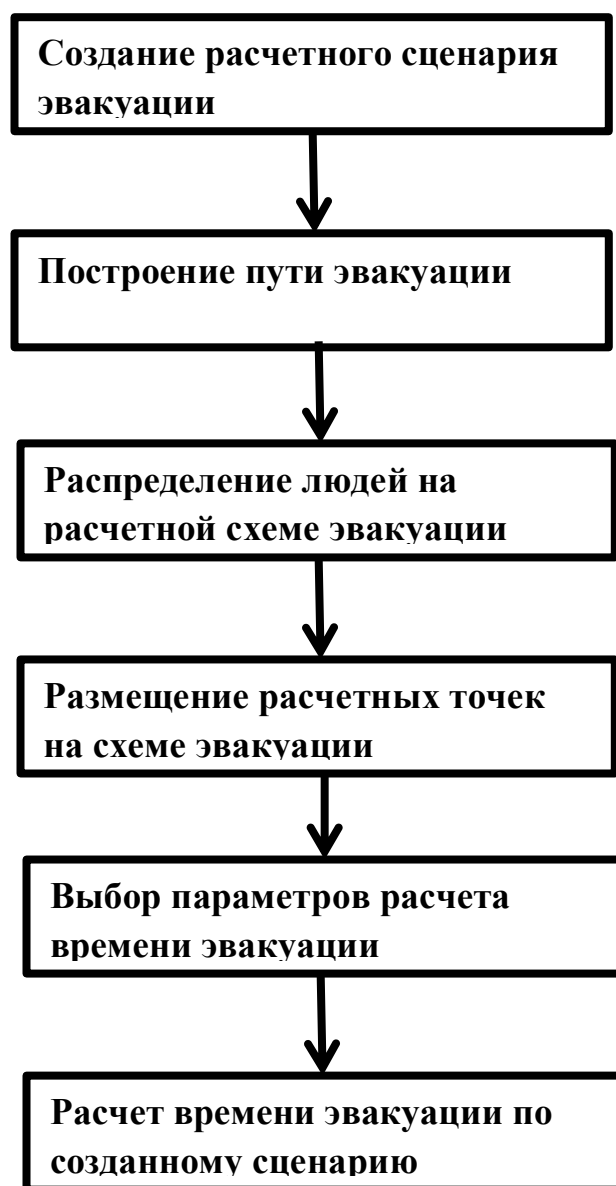 Создание расчетного сценария
эвакуации
Построение пути эвакуации
Распределение людей на
расчетной схеме эвакуации
Размещение расчетных точек
на схеме эвакуации
Выбор параметров расчета
времени эвакуации
Расчет времени эвакуации по
созданному сценарию